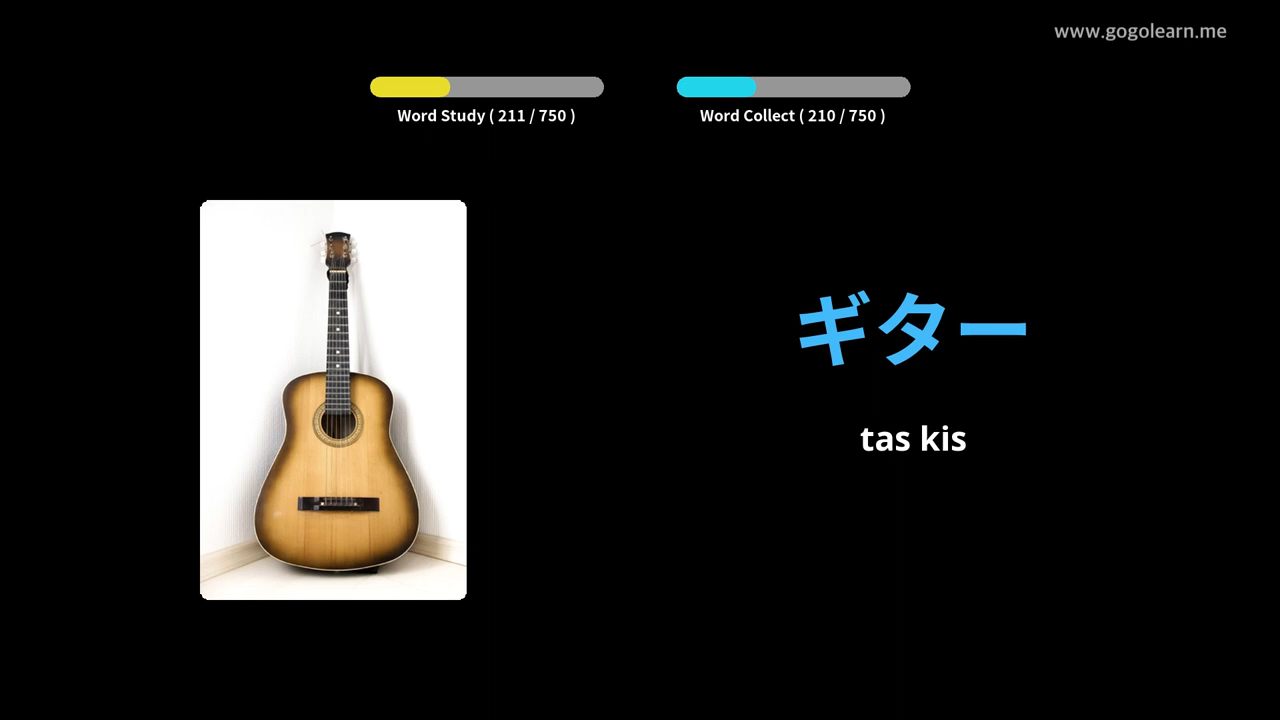 www.gogolearn.me
Word Study ( 211 / 750 )
Word Collect ( 210 / 750 )
ギター
tas kis